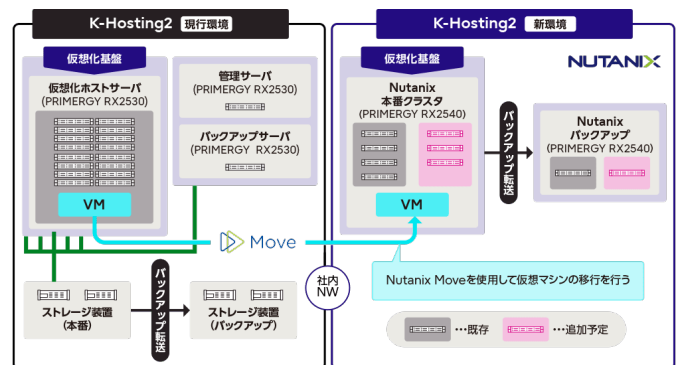 K-Hosting2 現行環境
仮想化基盤
仮想化ホストサーバ
(PRIMERGY RX2530)
VM
管理サーバ
(PRIMERGY RX2530)
バックアップサーバ
(PRIMERGY RX2530)
Move
ストレージ装置
(本番)
バックアップ転送
ストレージ装置
(バックアップ)
社内
NW
K-Hosting2 新環境
仮想化基盤
NUTANIX
Nutanix
本番クラスタ
(PRIMERGY RX2540)
VM
バックアップ転送
Nutanix
バックアップ
(PRIMERGY RX2540)
Nutanix Moveを使用して仮想マシンの移行を行う
…既存
…追加予定